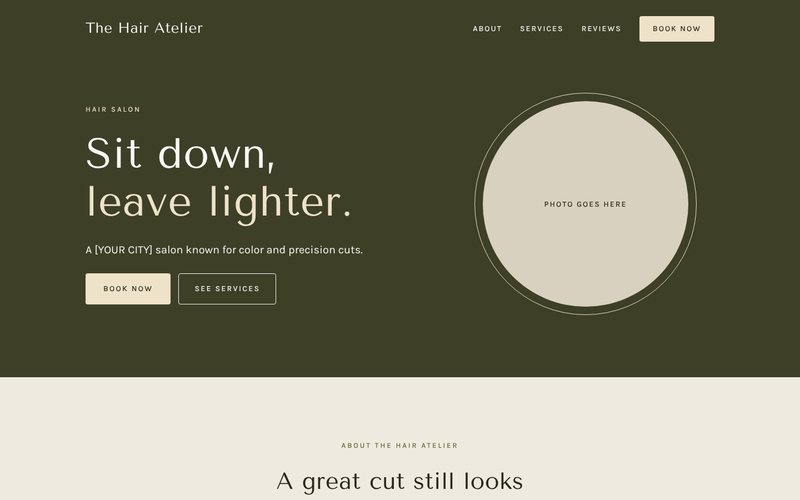 The Hair Atelier
ABOUT
SERVICES
REVIEWS
BOOK NOW
HAIR SALON
Sit down,
leave lighter.
A [YOUR CITY] salon known for color and precision cuts.
BOOK NOW
SEE SERVICES
PHOTO GOES HERE
ABOUT THE HAIR ATELIER
A great cut still looks